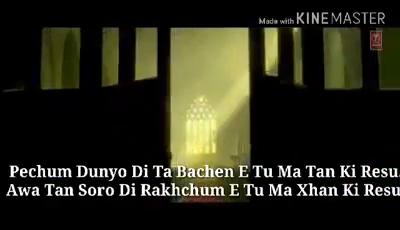 Made with KINEMASTER
T-SERIES
Pechum Dunyo Di Ta Bachen E Tu Ma Tan Ki Resu.
Awa Tan Soro Di Rakhchum E Tu Ma Xhan Ki Resu